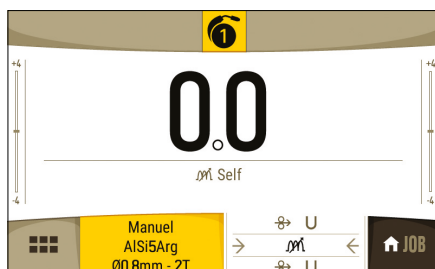 1
+4 +4
0.0
Self
-4 -4
U
Manuel
AlSi5Arg
JOB
Ø0.8mm - 2T
U